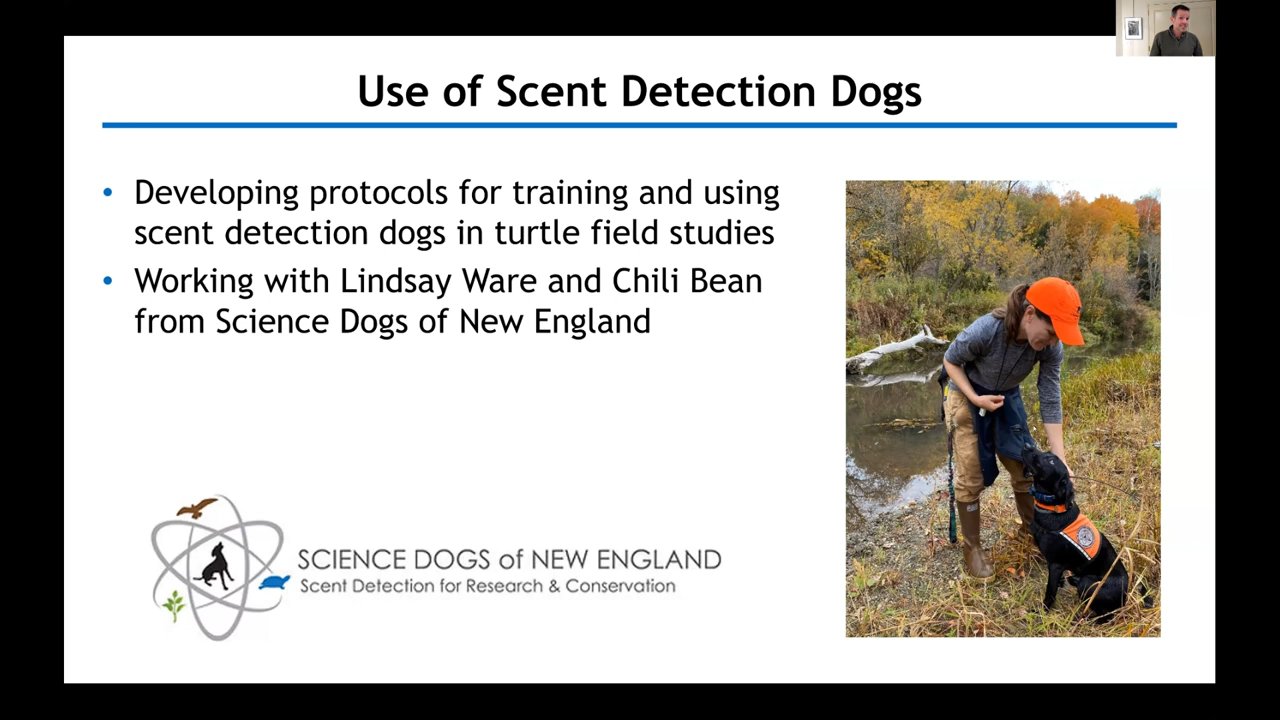 Use of Scent Detection Dogs
• Developing protocols for training and using
scent detection dogs in turtle field studies
• Working with Lindsay Ware and Chili Bean
from Science Dogs of New England
SCIENCE DOGS of NEW ENGLAND
Scent Detection for Research & Conservation